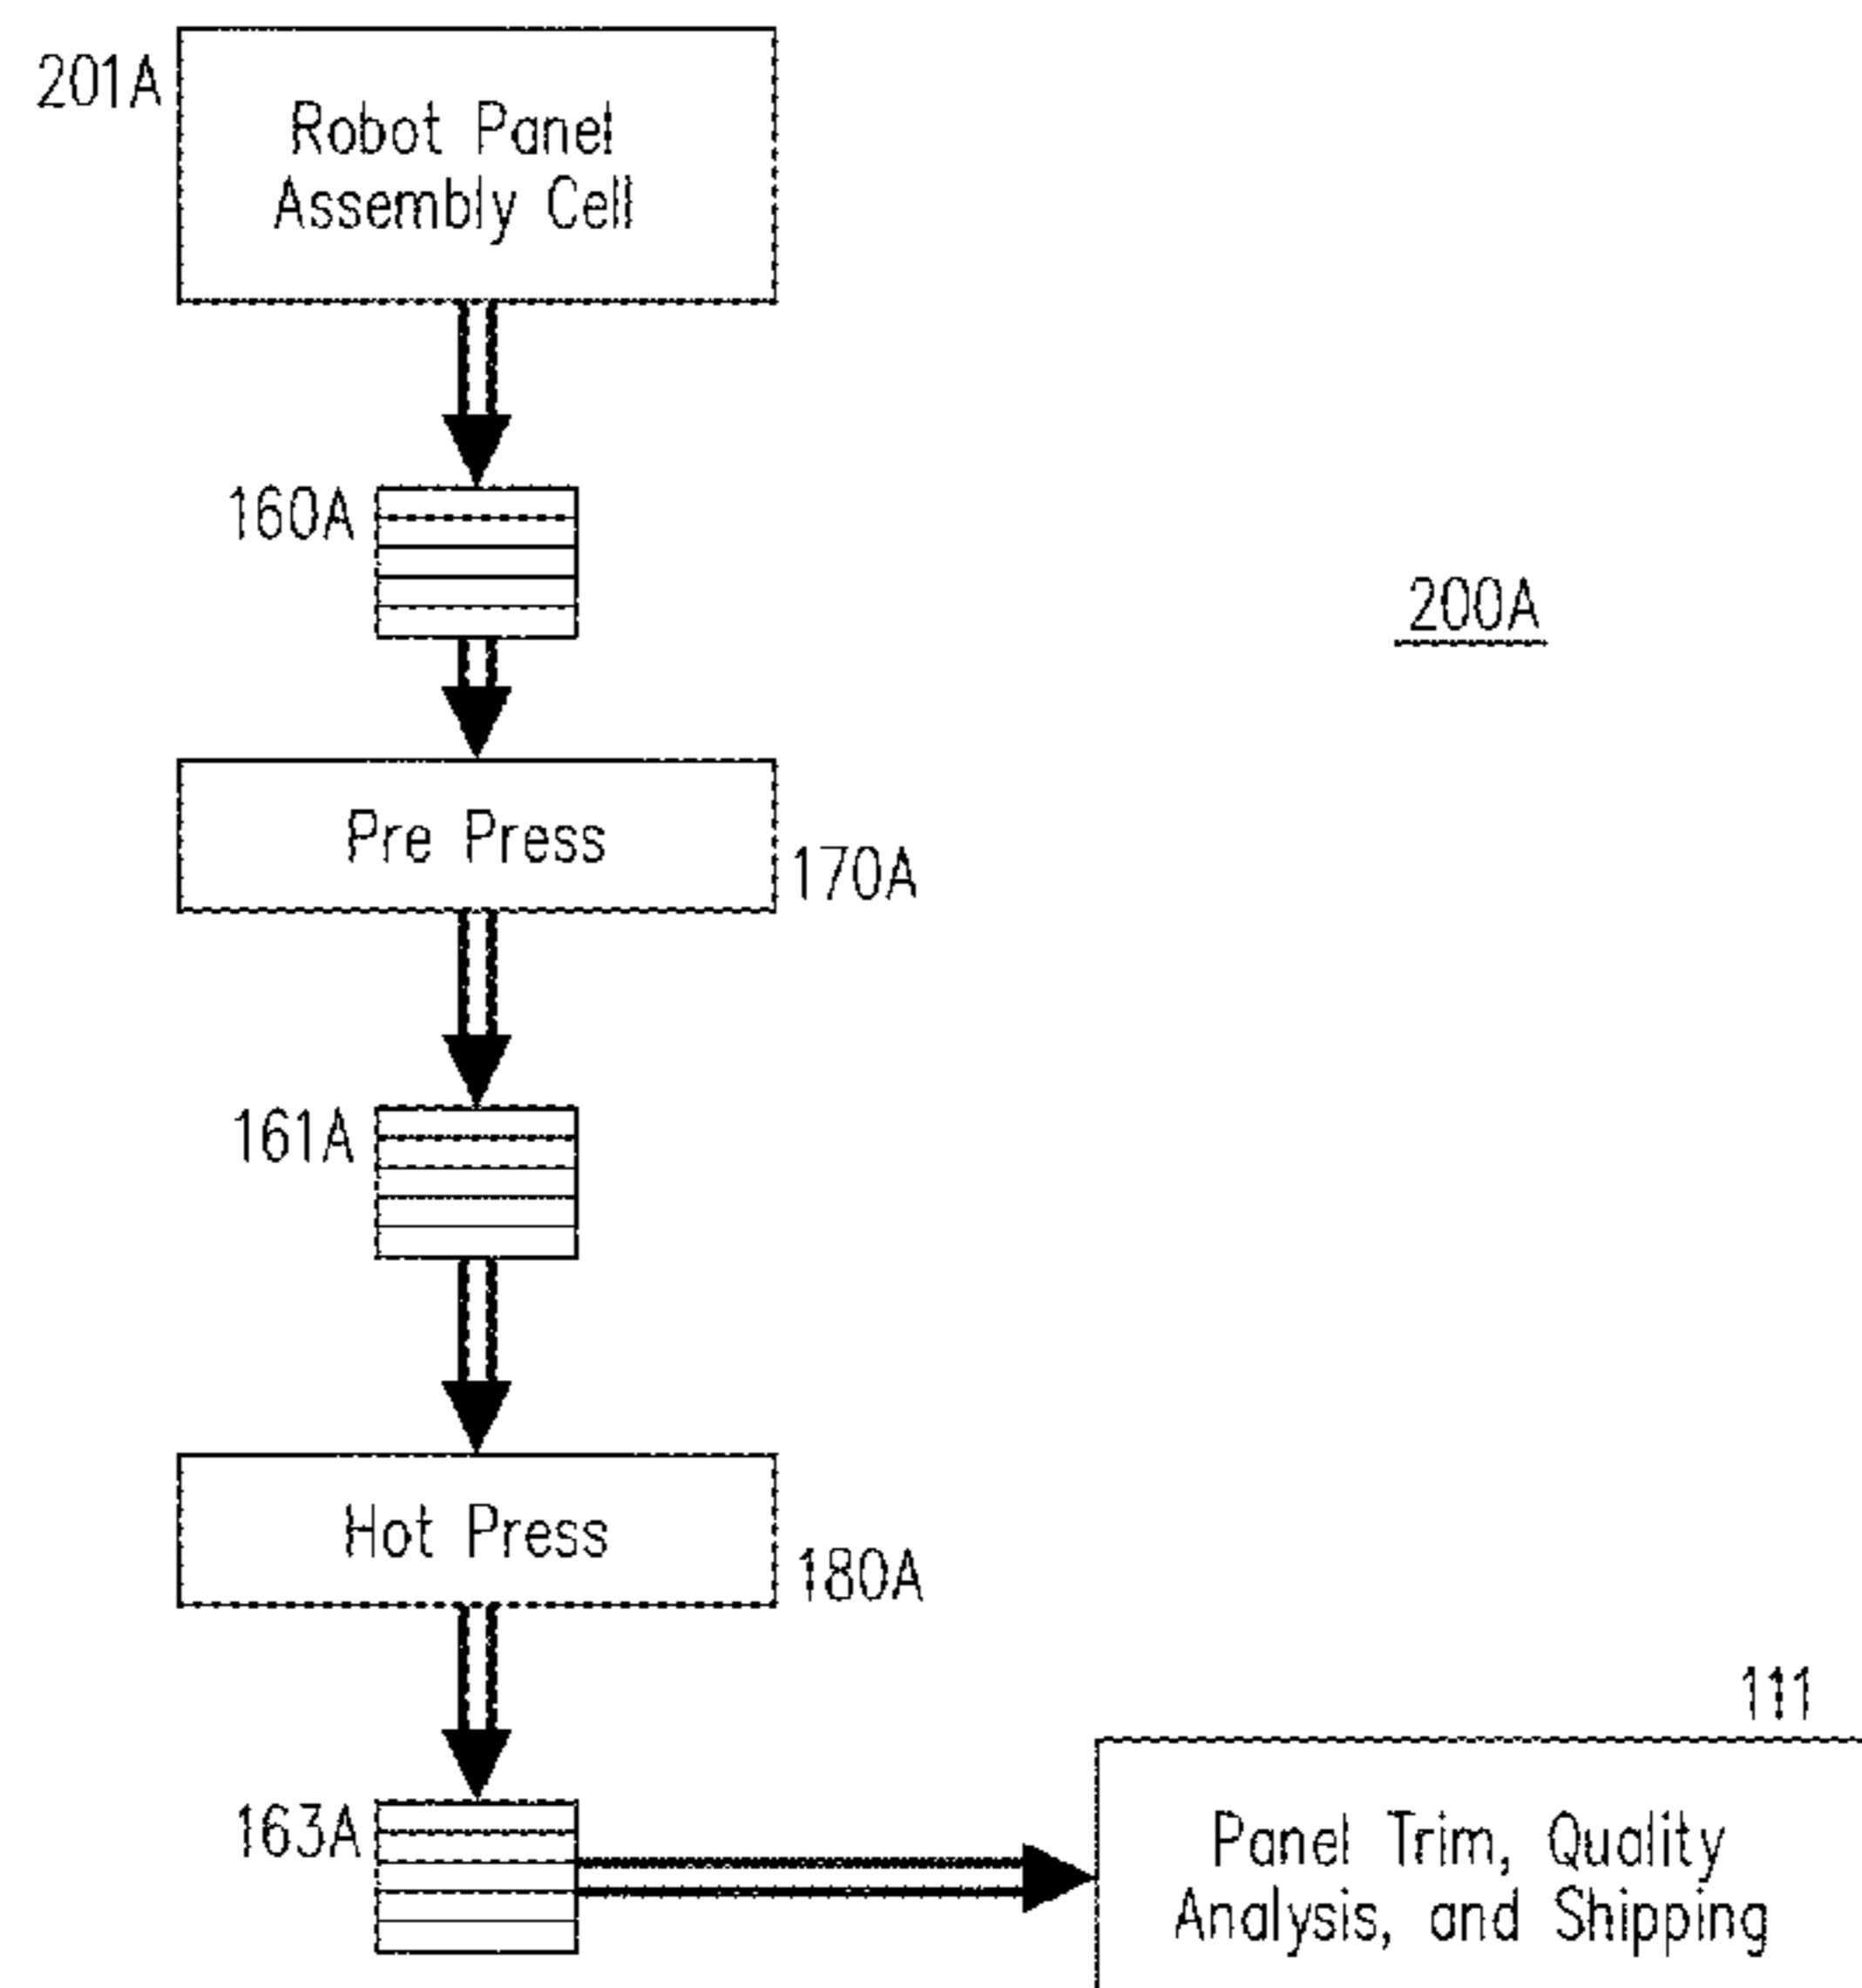 201A
Robot Panel
Assembly Cell
160A
200A
Pre Press
170A
161A
Hot Press
180A
111
163A
Panel Trim, Quality
Analysis, and Shipping